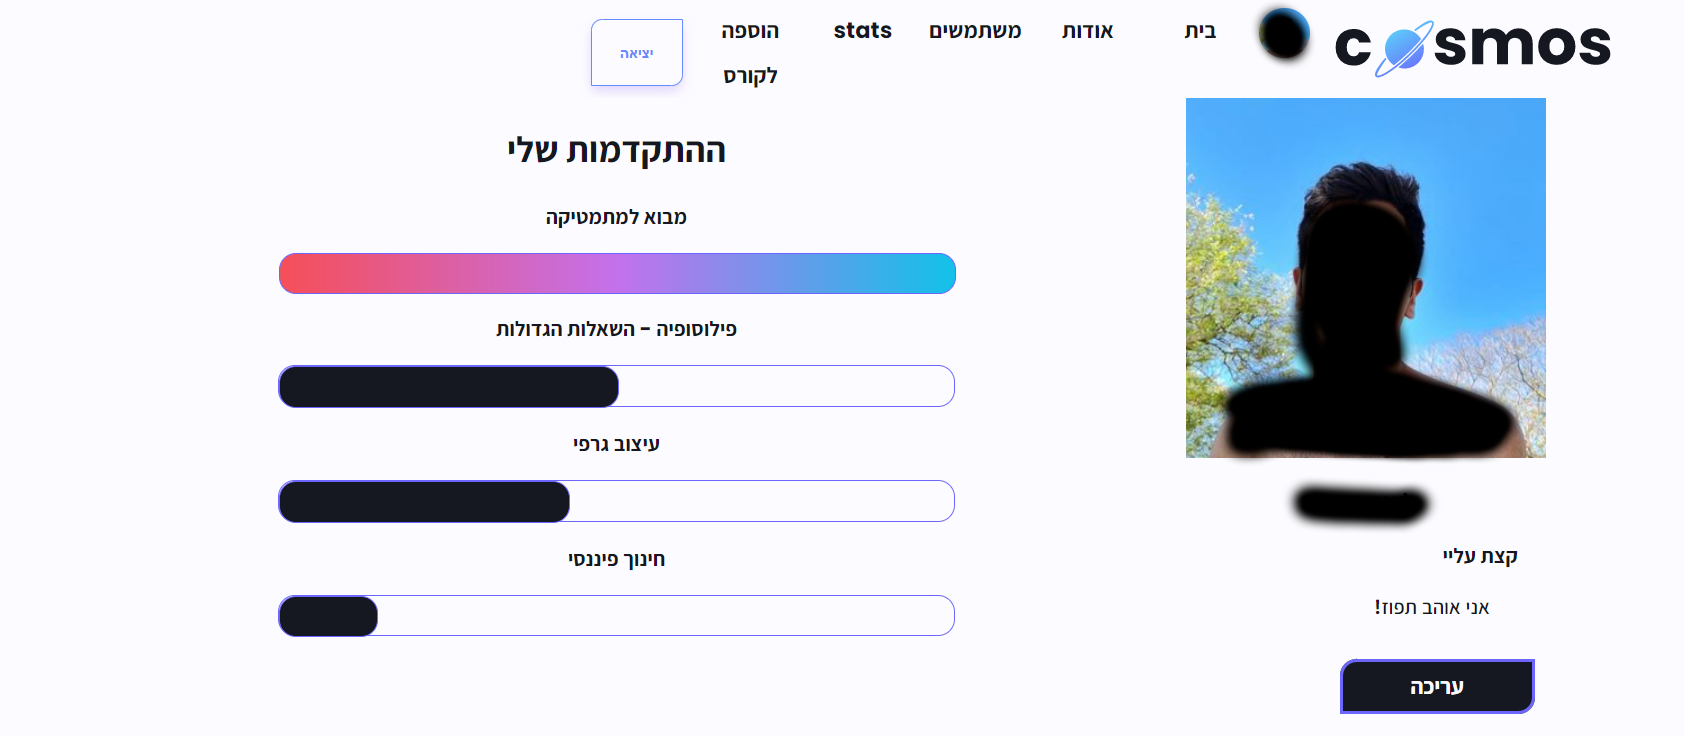 cosmos
בית
אודות
משתמשים
stats
הוספה
לקורס
יציאה
קצת עליי
אני אוהב תפוז!
עריכה
ההתקדמות שלי
מבוא למתמטיקה
פילוסופיה - השאלות הגדולות
עיצוב גרפי
חינוך פיננסי